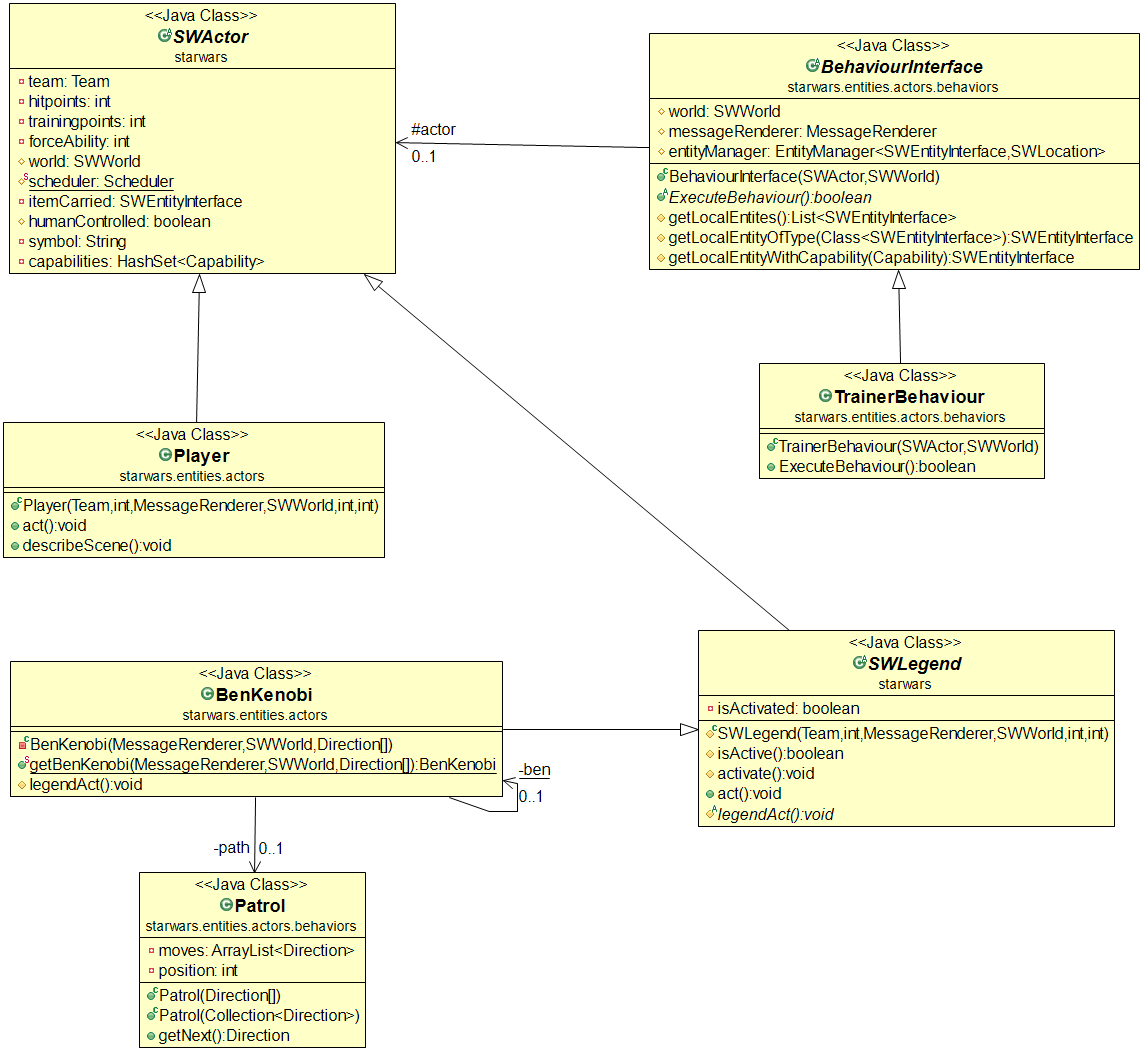 <<Java Class>>
SWActor
starwars
team: Team
hitpoints: int
trainingpoints: int
forceAbility: int
world: SWWorld
scheduler: Scheduler
itemCarried: SWEntityInterface
humanControlled: boolean
symbol: String
capabilities: HashSet<Capability>
#actor
0..1
<<Java Class>>
BehaviourInterface
starwars.entities.actors.behaviors
world: SWWorld
messageRenderer: MessageRenderer
entityManager: EntityManager<SWEntityInterface,SWLocation>
BehaviourInterface(SWActor,SWWorld)
ExecuteBehaviour():boolean
getLocalEntites():List<SWEntityInterface>
getLocalEntityOfType(Class<SWEntityInterface>):SWEntityInterface
getLocalEntityWithCapability(Capability):SWEntityInterface
<<Java Class>>
TrainerBehaviour
starwars.entities.actors.behaviors
TrainerBehaviour(SWActor,SWWorld)
ExecuteBehaviour():boolean
<<Java Class>>
Player
starwars.entities.actors
Player(Team,int,MessageRenderer,SWWorld,int,int)
act():void
describeScene():void
<<Java Class>>
BenKenobi
starwars.entities.actors
BenKenobi(MessageRenderer,SWWorld,Direction[])
getBenKenobi(MessageRenderer,SWWorld,Direction[]):BenKenobi
legendAct():void
-ben
0..1
<<Java Class>>
SWLegend
starwars
isActivated: boolean
SWLegend(Team,int,MessageRenderer,SWWorld,int,int)
isActive():boolean
activate():void
act():void
legendAct():void
-path 0..1
<<Java Class>>
Patrol
starwars.entities.actors.behaviors
moves: ArrayList<Direction>
position: int
Patrol(Direction[])
Patrol(Collection<Direction>)
getNext():Direction